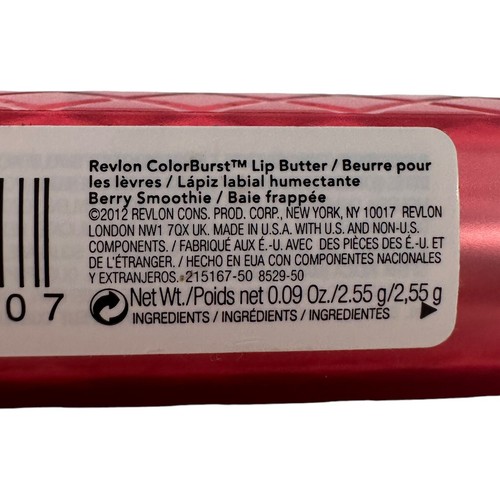 Revlon ColorBurst™ Lip Butter / Beurre pour
les lèvres / Lápiz labial humectante
Berry Smoothie / Baie frappée
©2012 REVLON CONS. PROD. CORP., NEW YORK, NY 10017 REVLON
LONDON NW1 7QX UK. MADE IN U.S.A. WITH U.S. AND NON-U.S.
COMPONENTS. / FABRIQUÉ AUX É.-U. AVEC DES PIÈCES DES É.-U. ET
DE L'ÉTRANGER. / HECHO EN EUA CON COMPONENTES NACIONALES
Y EXTRANJEROS. 215167-50 8529-50
Net Wt./Poids net 0.09 Oz./2.55 g/2,55 g
INGREDIENTS / INGRÉDIENTS / INGREDIENTES
07